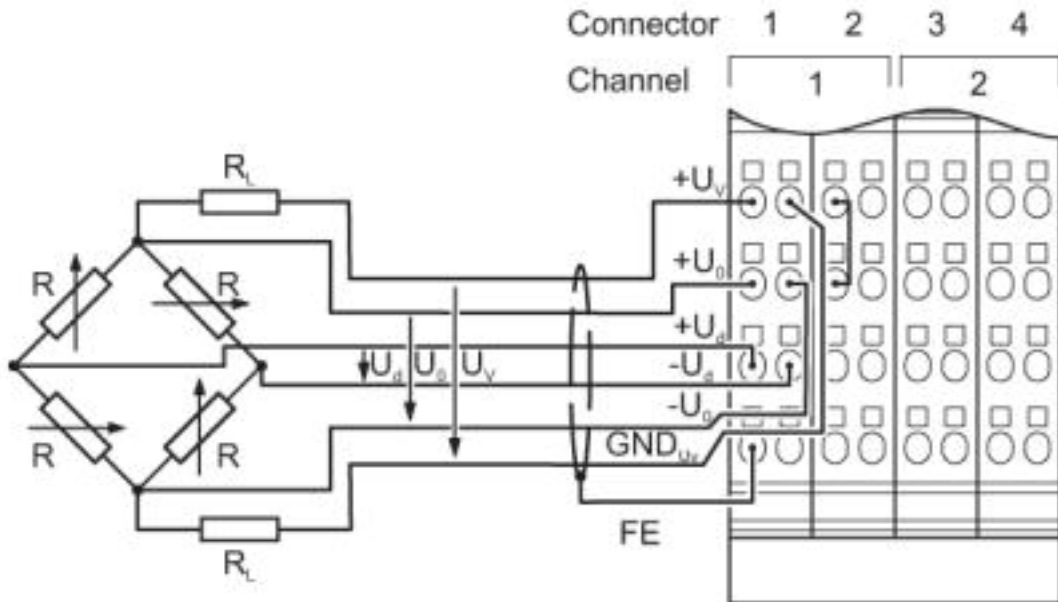 Connector 1 2 3 4
Channel 1 2
R_L
+U_V
+U_0
R R
+U_d
U_d U_0 U_V
-U_d
-U_0
R R
GND_UV
FE
R_L